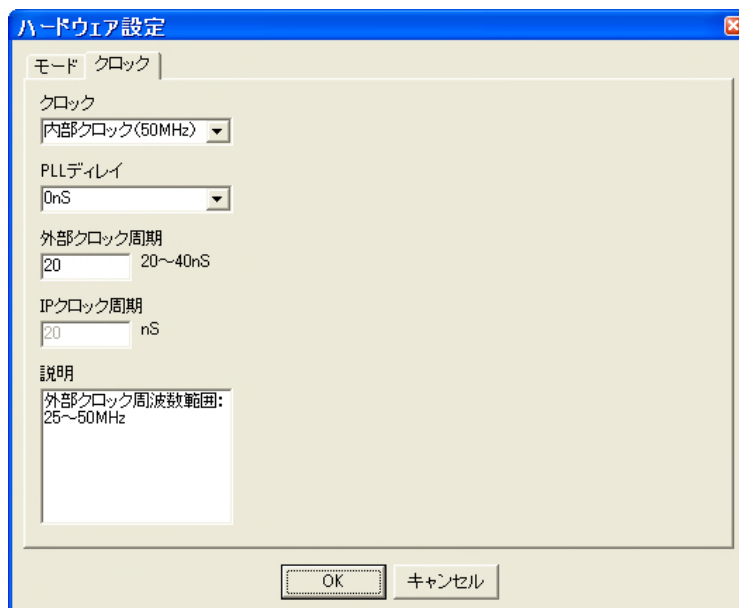 ハードウェア設定
モード クロック
クロック
内部クロック(50MHz)
PLLディレイ
0nS
外部クロック周期
20 20～40nS
IPクロック周期
20 nS
説明
外部クロック周波数範囲:
25～50MHz
OK キャンセル